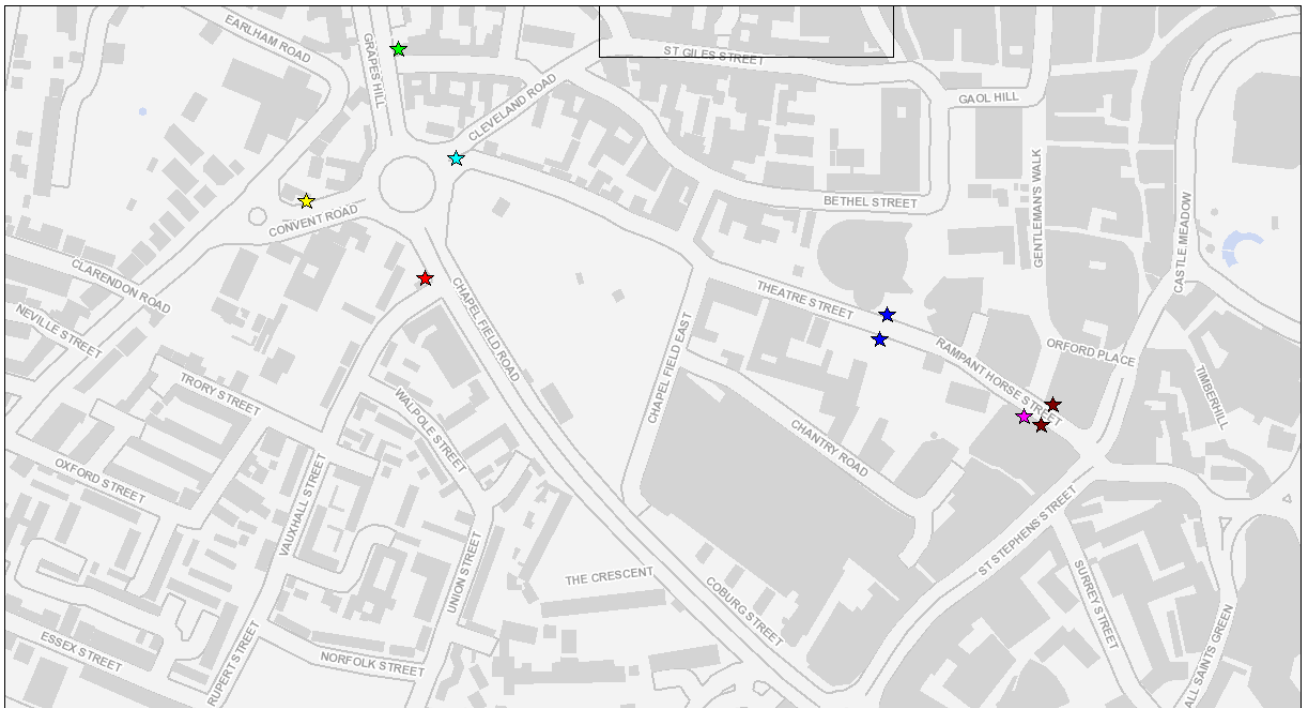 EARLHAM ROAD
GRAPES HILL
ST GILES STREET
CLEVELAND ROAD
GAOL HILL
GENTLEMAN'S WALK
BETHEL STREET
CASTLE MEADOW
CONVENT ROAD
CLARENDON ROAD
NEVILLE STREET
CHAPEL FIELD ROAD
THEATRE STREET
RAMPANT HORSE STREET
ORFORD PLACE
TIMBERHILL
CHAPEL FIELD EAST
TRORY STREET
WALPOLE STREET
CHANTRY ROAD
OXFORD STREET
VAUXHALL STREET
UNION STREET
THE CRESCENT
COBURG STREET
ST STEPHENS STREET
SURREY STREET
ALL SAINTS GREEN
ESSEX STREET
RUPERT STREET
NORFOLK STREET